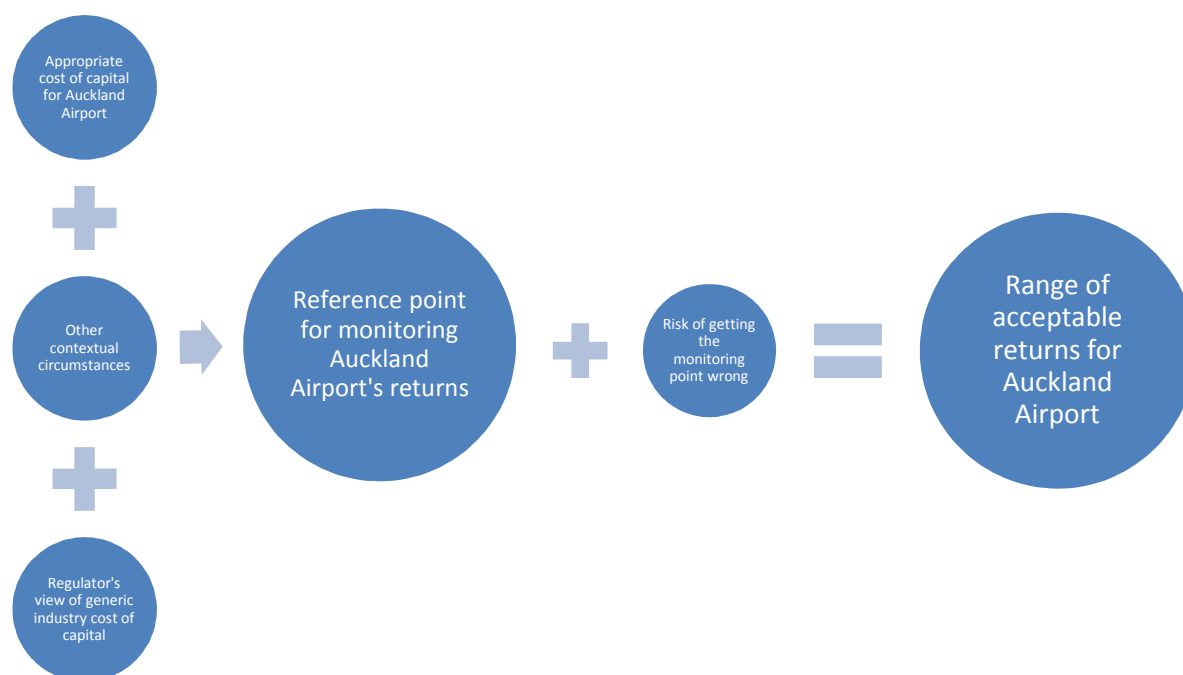 Appropriate
cost of capital
for Auckland
Airport
Other
contextual
circumstances
Regulator's
view of generic
industry cost of
capital
Reference point
for monitoring
Auckland
Airport's returns
Risk of getting
the
monitoring
point wrong
Range of
acceptable
returns for
Auckland
Airport